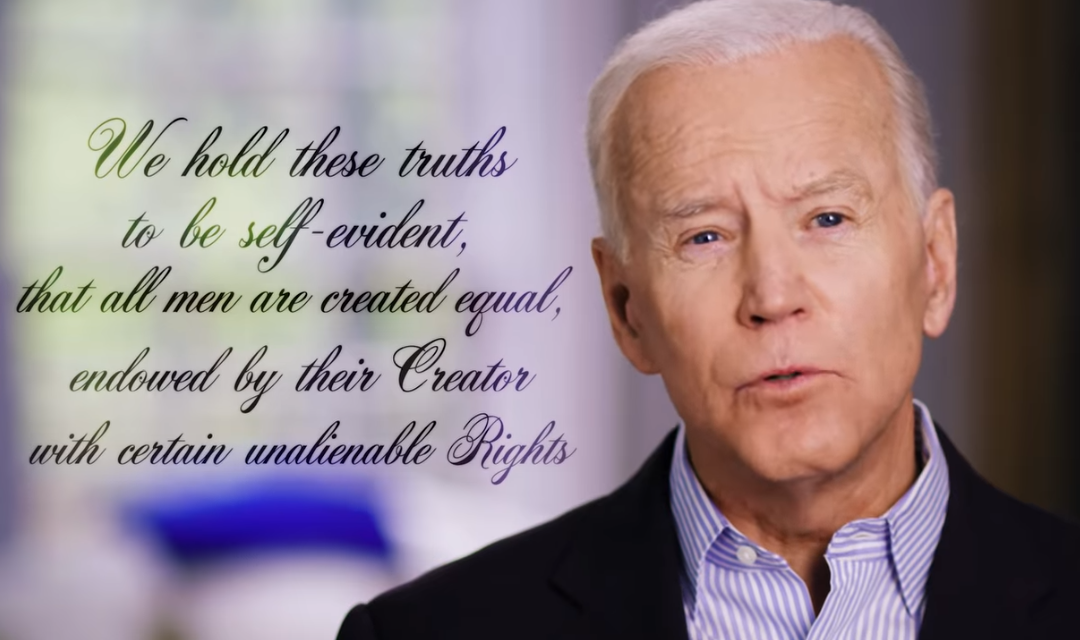 We hold these truths
to be self-evident,
that all men are created equal,
endowed by their Creator
with certain unalienable Rights